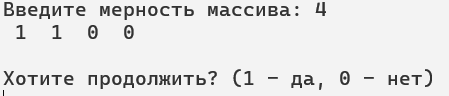 Введите мерность массива: 4
1 1 0 0
Хотите продолжить? (1 – да, 0 – нет)